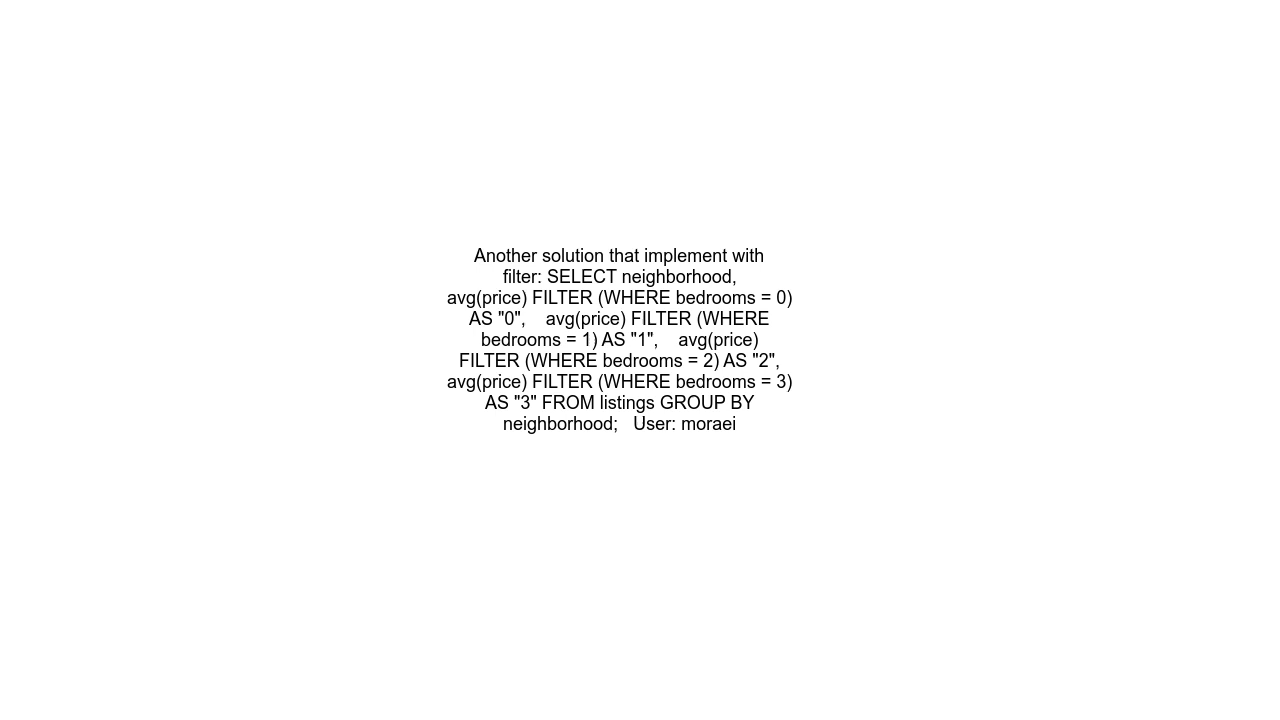 Another solution that implement with
filter: SELECT neighborhood,
avg(price) FILTER (WHERE bedrooms = 0)
AS "0",    avg(price) FILTER (WHERE
bedrooms = 1) AS "1",    avg(price)
FILTER (WHERE bedrooms = 2) AS "2",
avg(price) FILTER (WHERE bedrooms = 3)
AS "3" FROM listings GROUP BY
neighborhood;   User: moraei